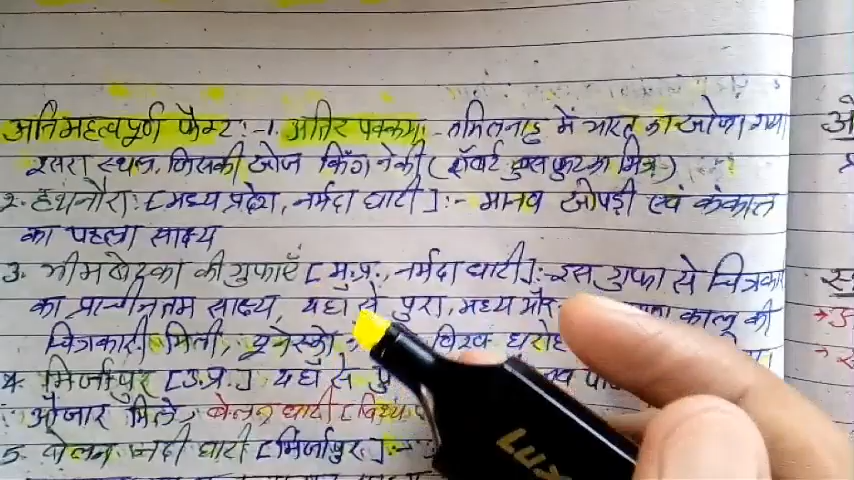 अतिमहत्वपूर्ण फैक्ट :- 1. अतिर पक्कम :- तमिलनाडु में भारत का खोजा गया
दूसरा स्थल, जिसकी खोज किंग ने की (रॉबर्ट ब्रूस फुट का मित्र)
2. हथनौरा : [मध्य प्रदेश, नर्मदा घाटी] :- मानव खोपड़ी एवं कंकाल
का पहला साक्ष्य
3. भीमबेटका की गुफाएँ [म.प्र., नर्मदा घाटी] :- इस गुफा से चित्रकारी
का प्राचीनतम साक्ष्य, यहाँ से पुरा, मध्य और काल की
चित्रकारी मिली, यूनेस्को विश्व धरोह
4. मिर्जापुर [उ.प्र.] यहाँ से पु
औजार मिले, बेलन घाटी [विंध्य
5. बेलन नदी घाटी [मिर्जापुर] :-
LUXOR